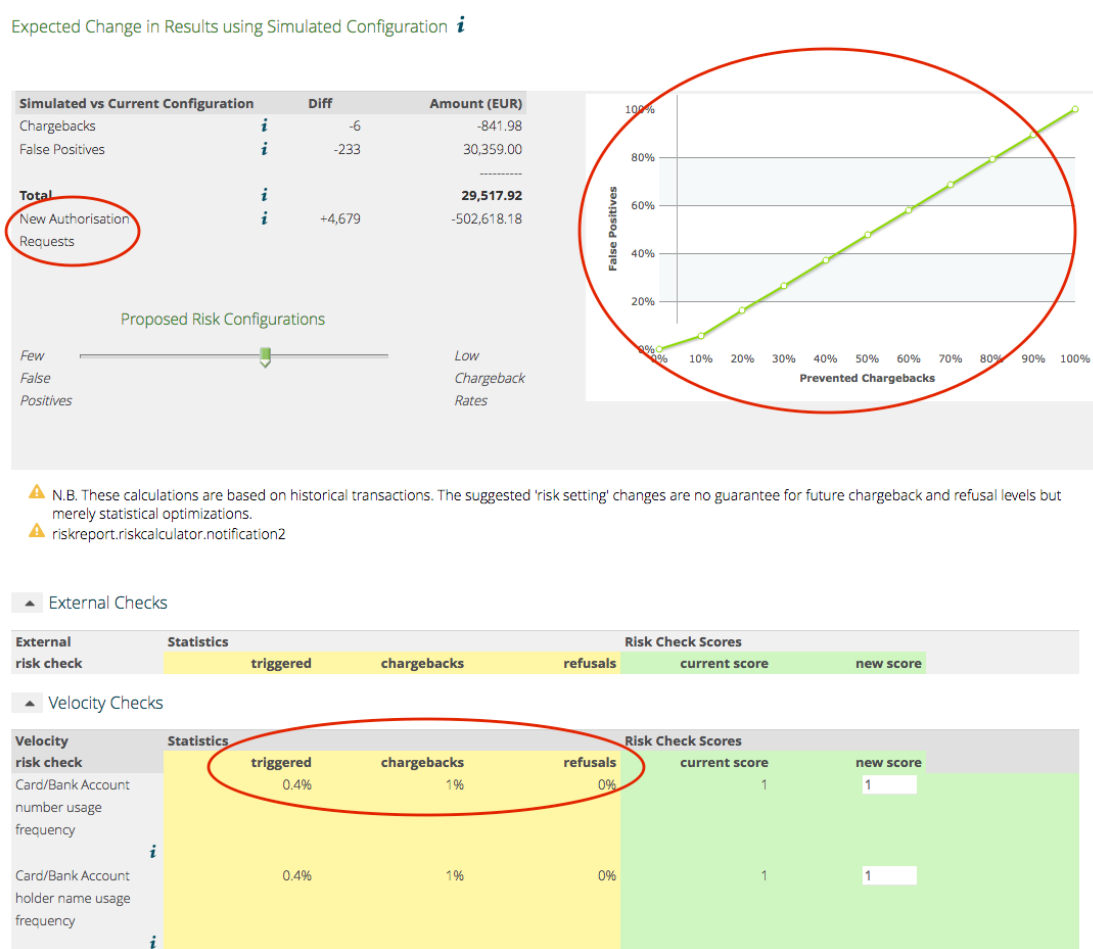 Expected Change in Results using Simulated Configuration i
Simulated vs Current Configuration Diff Amount (EUR)
Chargebacks i -6 -841.98
False Positives i -233 30,359.00
----------
Total i 29,517.92
New Authorisation i +4,679 -502,618.18
Requests
Proposed Risk Configurations
Few Low
False Chargeback
Positives Rates
100%
80%
60%
40%
20%
0%
False Positives
0% 10% 20% 30% 40% 50% 60% 70% 80% 90% 100%
Prevented Chargebacks
N.B. These calculations are based on historical transactions. The suggested 'risk setting' changes are no guarantee for future chargeback and refusal levels but
merely statistical optimizations.
riskreport.riskcalculator.notification2
External Checks
External Statistics Risk Check Scores
risk check triggered chargebacks refusals current score new score
Velocity Checks
Velocity Statistics Risk Check Scores
risk check triggered chargebacks refusals current score new score
Card/Bank Account 0.4% 1% 0% 1 1
number usage
frequency
i
Card/Bank Account 0.4% 1% 0% 1 1
holder name usage
frequency
i